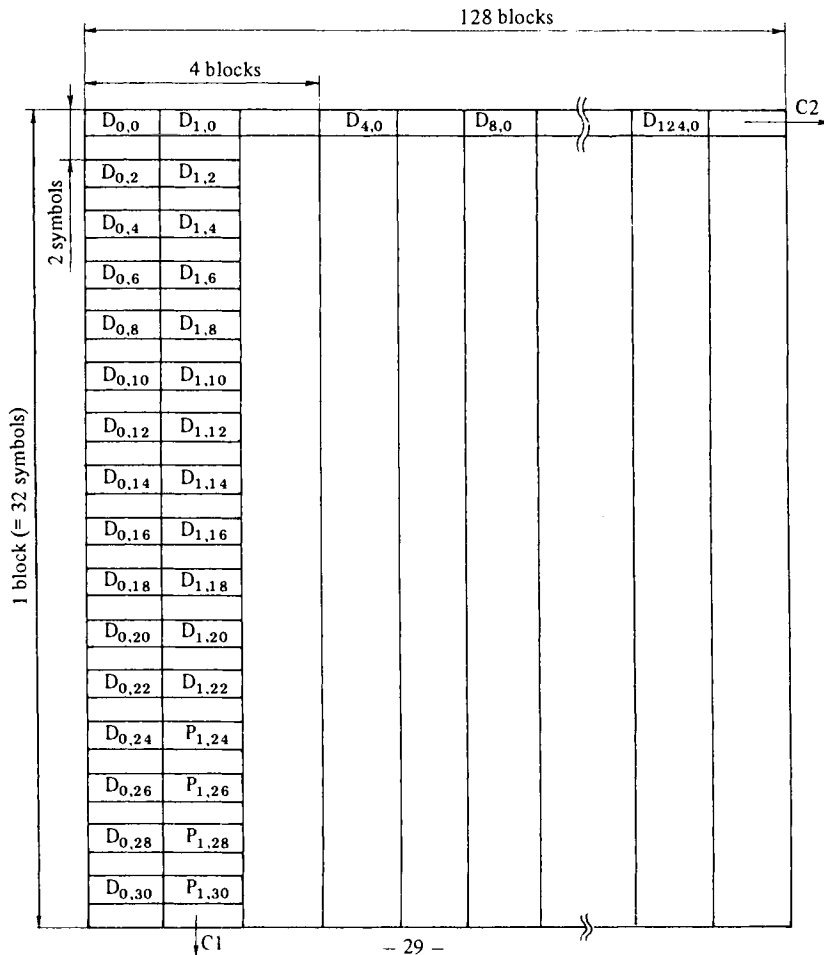 128 blocks
4 blocks
C2
D0,0 D1,0 D4,0 D8,0 D124,0
2 symbols
D0,2 D1,2
D0,4 D1,4
D0,6 D1,6
D0,8 D1,8
D0,10 D1,10
D0,12 D1,12
D0,14 D1,14
1 block (= 32 symbols)
D0,16 D1,16
D0,18 D1,18
D0,20 D1,20
D0,22 D1,22
D0,24 P1,24
D0,26 P1,26
D0,28 P1,28
D0,30 P1,30
C1
– 29 –